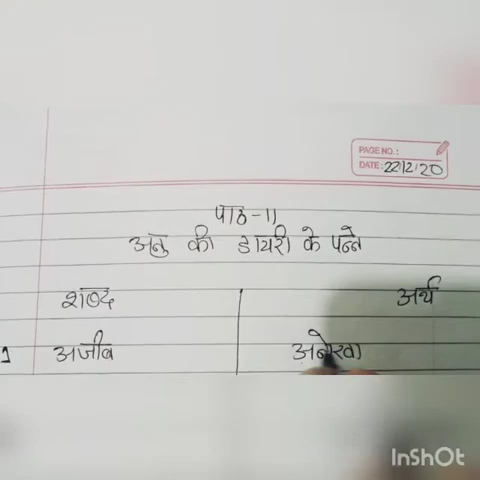 PAGE NO.:
DATE: 22/12/20
पाठ-11
अनु की डायरी के पन्ने
शब्द अर्थ
1 अजीब अनोखा
InShOt